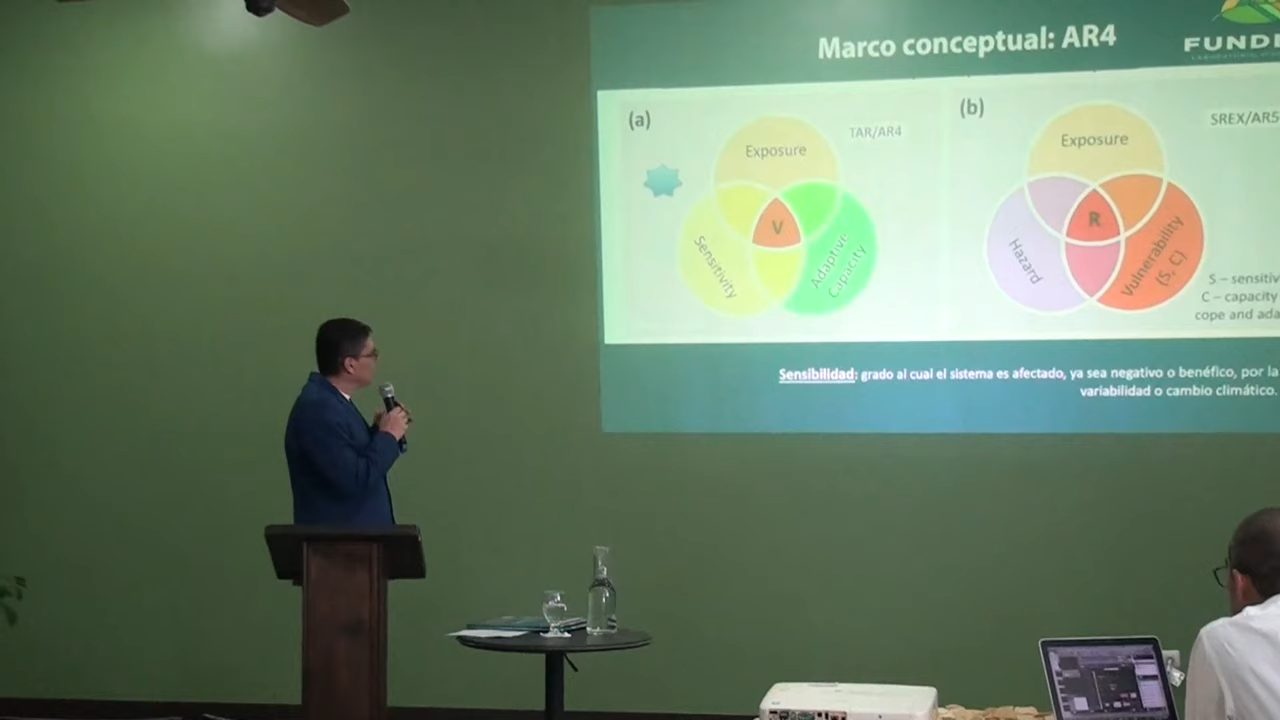 Marco conceptual: AR4
FUNDE
(a)
TAR/AR4
Exposure
Sensitivity
Adaptive
Capacity
V
(b)
SREX/AR5
Exposure
Hazard
Vulnerability
(S, C)
R
S – sensitiv
C – capacity
cope and ada
Sensibilidad: grado al cual el sistema es afectado, ya sea negativo o benéfico, por la
variabilidad o cambio climático.